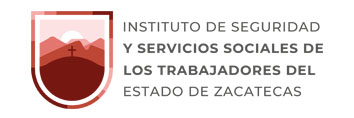 INSTITUTO DE SEGURIDAD
Y SERVICIOS SOCIALES DE
LOS TRABAJADORES DEL
ESTADO DE ZACATECAS